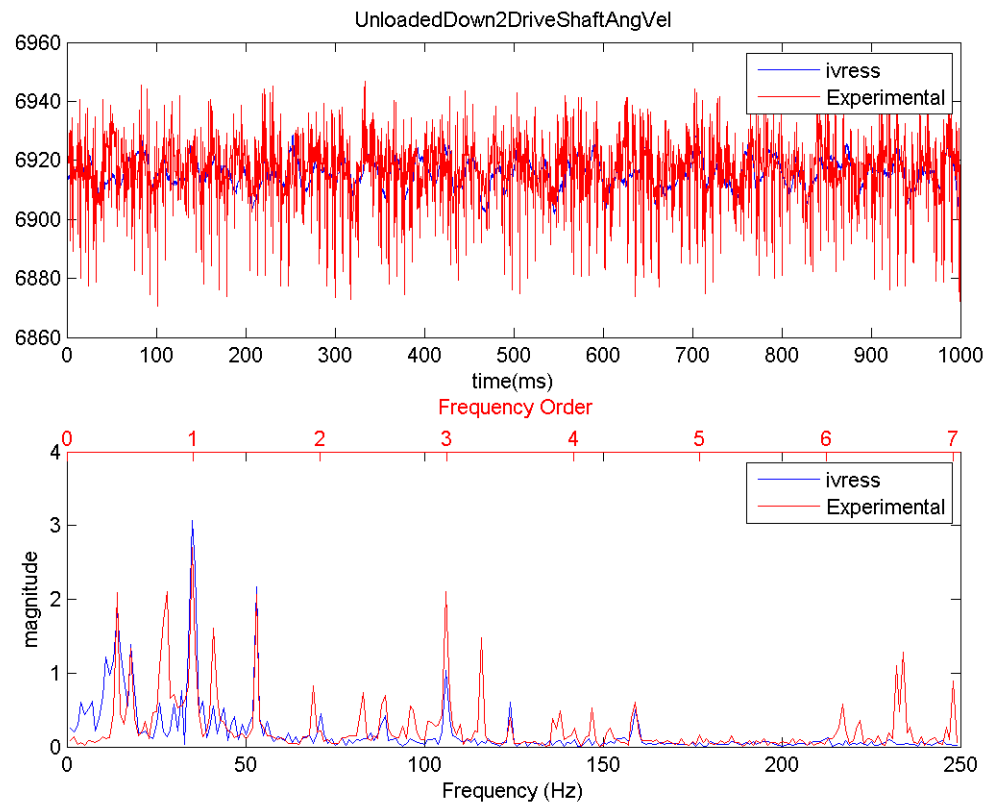 UnloadedDown2DriveShaftAngVel
6960
6940
6920
6900
6880
6860
ivress
Experimental
0 100 200 300 400 500 600 700 800 900 1000
time(ms)
Frequency Order
0 1 2 3 4 5 6 7
4
3
2
1
0
magnitude
ivress
Experimental
0 50 100 150 200 250
Frequency (Hz)